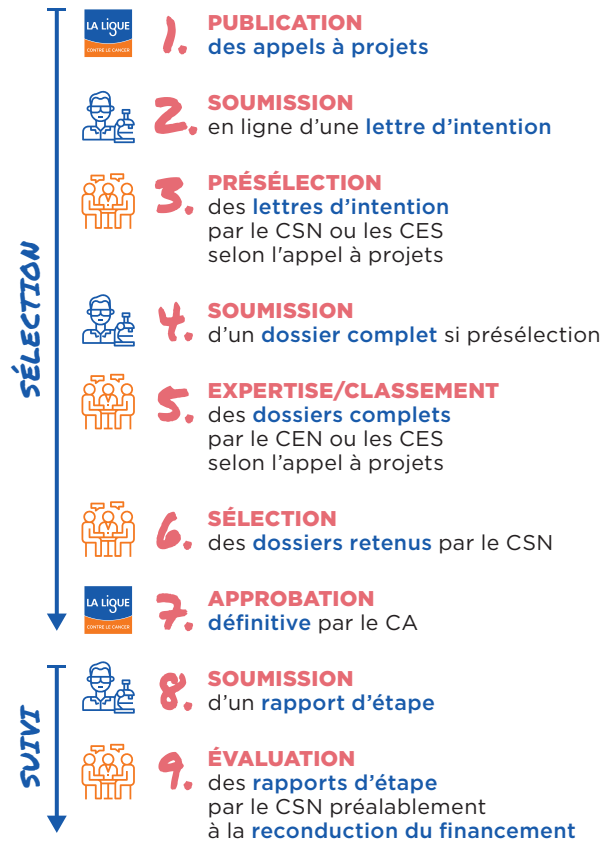 SÉLECTION
LA LiGUE
CONTRE LE CANCER
1. PUBLICATION
des appels à projets
2. SOUMISSION
en ligne d’une lettre d’intention
3. PRÉSÉLECTION
des lettres d’intention
par le CSN ou les CES
selon l'appel à projets
4. SOUMISSION
d’un dossier complet si présélection
5. EXPERTISE/CLASSEMENT
des dossiers complets
par le CEN ou les CES
selon l’appel à projets
6. SÉLECTION
des dossiers retenus par le CSN
LA LiGUE
CONTRE LE CANCER
7. APPROBATION
définitive par le CA
SUIVI
8. SOUMISSION
d’un rapport d’étape
9. ÉVALUATION
des rapports d’étape
par le CSN préalablement
à la reconduction du financement